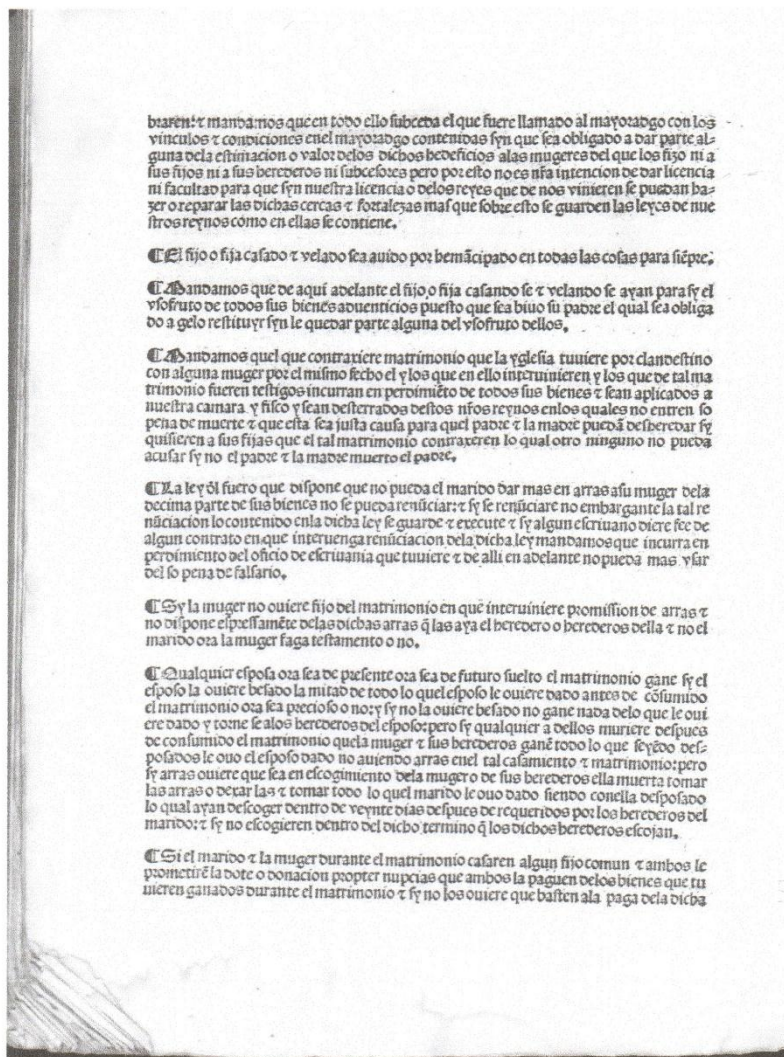 braren: ⁊ mandamos que en todo ello subceda el que fuere llamado al mayoradgo con los
vinculos ⁊ condiciones enel mayoradgo contenidas syn que sea obligado a dar parte al-
guna dela estimacion o valor delos dichos hedeficios alas mugeres del que los fizo ni a
sus fijos ni a sus herederos ni subcesores pero por esto no es nr̃a intencion de dar licencia
ni facultad para que syn nuestra licencia o delos reyes que de nos vinieren se puedan ha-
zer o reparar las dichas cercas ⁊ fortalezas mas que sobre esto se guarden las leyes de nue
stros reynos como en ellas se contiene.
¶ El fijo o fija casado ⁊ velado sea auido por hemãcipado en todas las cosas para siẽpre.
¶ Mandamos que de aqui adelante el fijo, o fija casando se ⁊ velando se ayan para sy el
vsofruto de todos sus bienes aduenticios puesto que sea biuo su padre el qual sea obliga
do a gelo restituyr syn le quedar parte alguna del vsofruto dellos.
¶ Mandamos quel que contraxiere matrimonio que la yglesia tuuiere por clandestino
con alguna muger por el mismo fecho el y los que en ello interuinieren y los que de tal ma
trimonio fueren testigos incurran en perdimiẽto de todos sus bienes ⁊ sean aplicados a
nuestra camara y fisco y sean desterrados destos nr̃os reynos enlos quales no entren so
pena de muerte ⁊ que esta sea justa causa para quel padre ⁊ la madre puedã desheredar sy
quisieren a sus fijas que el tal matrimonio contraxeren lo qual otro ninguno no pueda
acusar sy no el padre ⁊ la madre muerto el padre.
¶ La ley ðl fuero que dispone que no pueda el marido dar mas en arras asu muger dela
decima parte de sus bienes no se pueda renũciar: ⁊ sy se renũciare no embargante la tal re
nũciacion lo contenido enla dicha ley se guarde ⁊ execute ⁊ sy algun escriuano diere fee de
algun contrato en que interuenga renũciacion dela dicha ley mandamos que incurra en
perdimiento del oficio de escriuania que tuuiere ⁊ de alli en adelante no pueda mas vsar
del so pena de falsario.
¶ Sy la muger no ouiere fijo del matrimonio en que interuiniere promission de arras ⁊
no dispone espressamẽte delas dichas arras q̃ las aya el heredero o herederos della ⁊ no el
marido ora la muger faga testamento o no.
¶ Qualquier esposa ora sea de presente ora sea de futuro suelto el matrimonio gane sy el
esposo la ouiere besado la mitad de todo lo quel esposo le ouiere dado antes de cõsumido
el matrimonio ora sea precioso o no: y sy no la ouiere besado no gane nada delo que le oui
ere dado y torne se alos herederos del esposo: pero sy qualquier a dellos muriere despues
de consumido el matrimonio quela muger ⁊ sus herederos ganẽ todo lo que seyẽdo des-
posados le ouo el esposo dado no auiendo arras enel tal casamiento ⁊ matrimonio: pero
sy arras ouiere que sea en escogimiento dela muger o de sus herederos ella muerta tomar
las arras o dexar las ⁊ tomar todo lo quel marido le ouo dado siendo conella desposado
lo qual ayan descoger dentro de veynte dias despues de requeridos por los herederos del
marido: ⁊ sy no escogieren dentro del dicho termino q̃ los dichos herederos escojan.
¶ Si el marido ⁊ la muger durante el matrimonio casaren algun fijo comun ⁊ ambos le
prometirẽ la dote o donacion propter nupcias que ambos la paguen delos bienes que tu
uieren ganados durante el matrimonio ⁊ sy no los ouiere que basten ala paga dela dicha